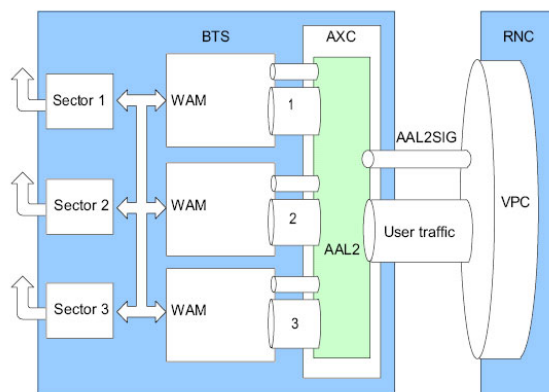 BTS
AXC
RNC
Sector 1
WAM
1
AAL2SIG
Sector 2
WAM
2
User traffic
VPC
AAL2
Sector 3
WAM
3